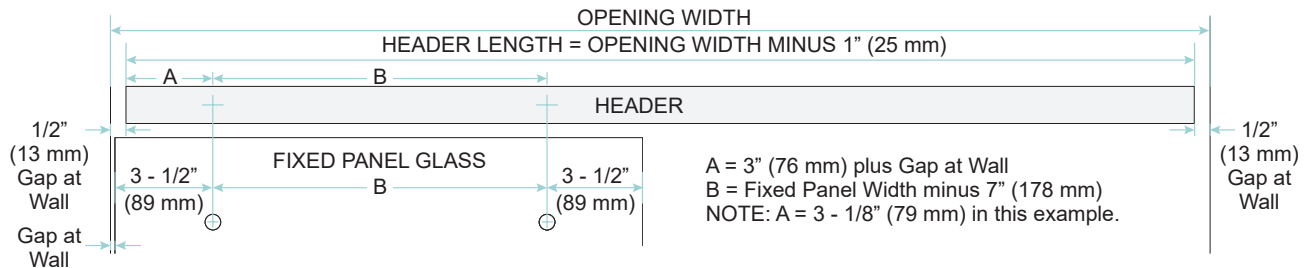 OPENING WIDTH
HEADER LENGTH = OPENING WIDTH MINUS 1” (25 mm)
A
B
HEADER
1/2”
(13 mm)
Gap at
Wall
Gap at
Wall
FIXED PANEL GLASS
3 - 1/2”
(89 mm)
B
3 - 1/2”
(89 mm)
A = 3” (76 mm) plus Gap at Wall
B = Fixed Panel Width minus 7” (178 mm)
NOTE: A = 3 - 1/8” (79 mm) in this example.
1/2”
(13 mm)
Gap at
Wall